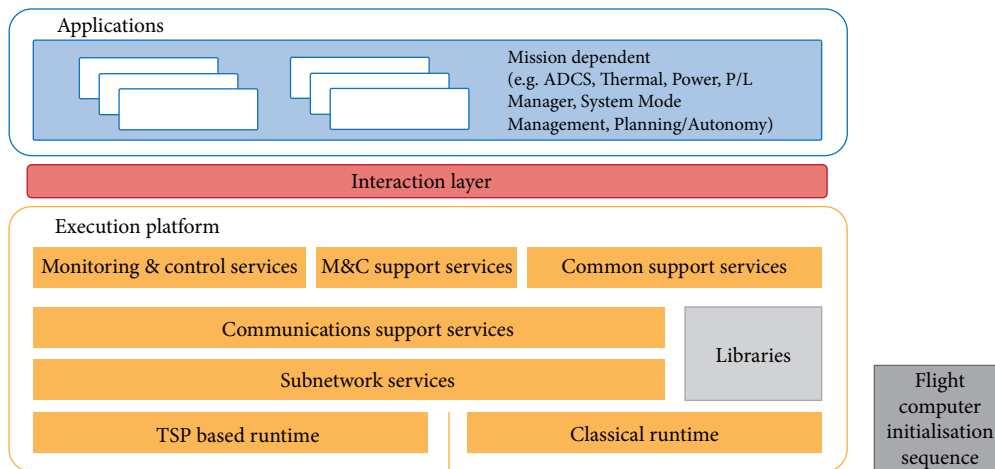 Applications
Mission dependent
(e.g. ADCS, Thermal, Power, P/L
Manager, System Mode
Management, Planning/Autonomy)
Interaction layer
Execution platform
Monitoring & control services
M&C support services
Common support services
Communications support services
Libraries
Subnetwork services
TSP based runtime
Classical runtime
Flight
computer
initialisation
sequence